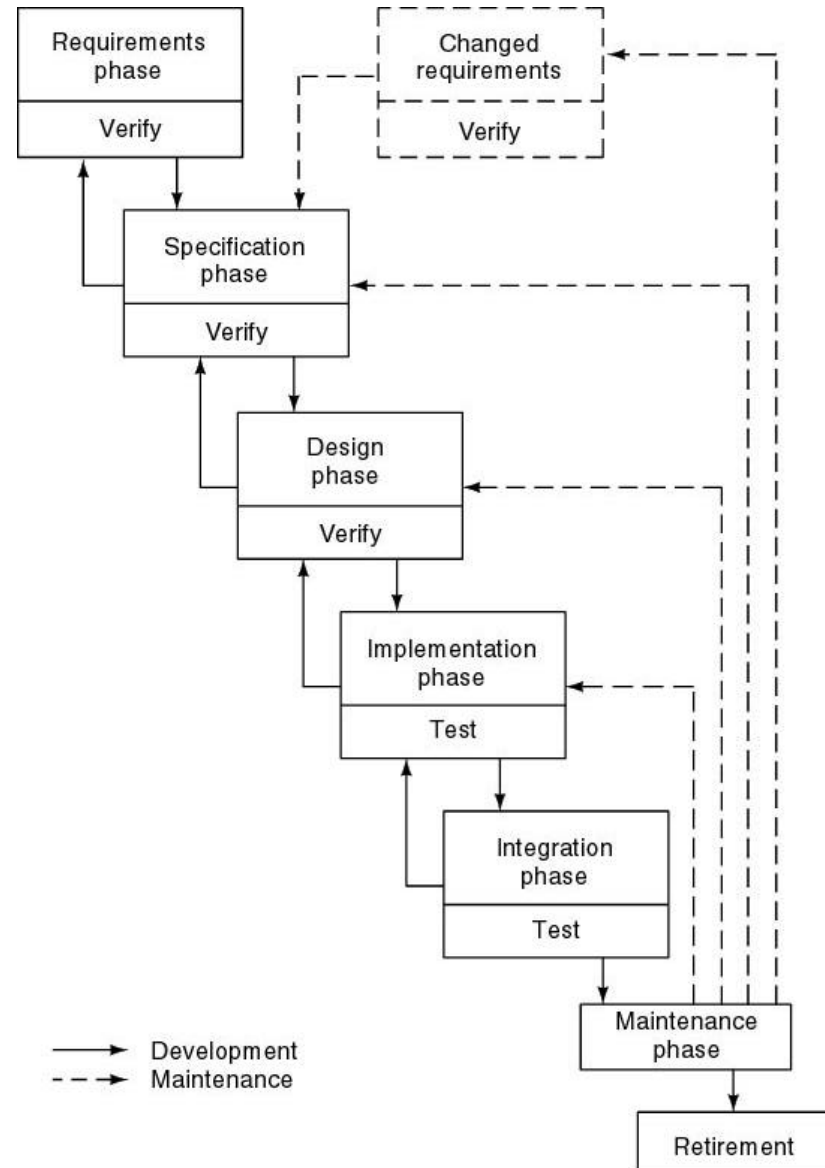 Requirements
phase
Verify
Changed
requirements
Verify
Specification
phase
Verify
Design
phase
Verify
Implementation
phase
Test
Integration
phase
Test
Maintenance
phase
Development
Maintenance
Retirement